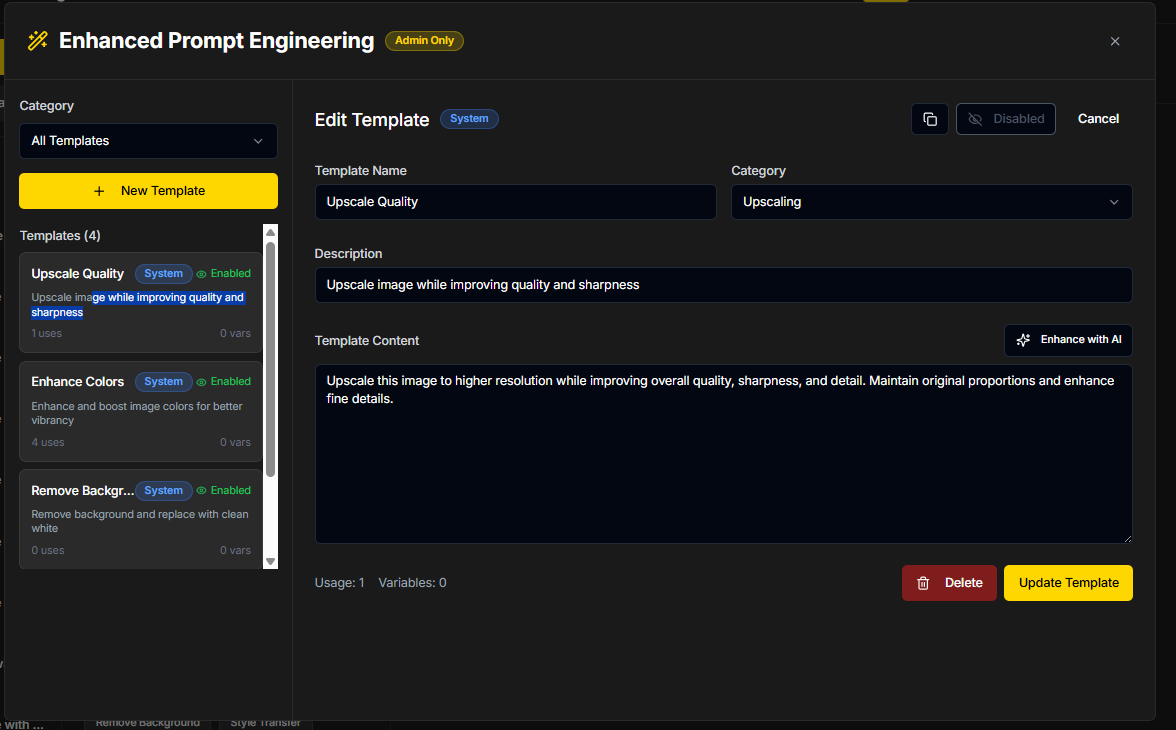 Enhanced Prompt Engineering
Admin Only
Category
All Templates
New Template
Templates (4)
Upscale Quality System Enabled
Upscale image while improving quality and
sharpness
1 uses 0 vars
Enhance Colors System Enabled
Enhance and boost image colors for better
vibrancy
4 uses 0 vars
Remove Backgr... System Enabled
Remove background and replace with clean
white
0 uses 0 vars
Edit Template System
Disabled
Cancel
Template Name
Upscale Quality
Category
Upscaling
Description
Upscale image while improving quality and sharpness
Template Content
Enhance with AI
Upscale this image to higher resolution while improving overall quality, sharpness, and detail. Maintain original proportions and enhance
fine details.
Usage: 1 Variables: 0
Delete
Update Template
with ... Remove Background Style Transfer